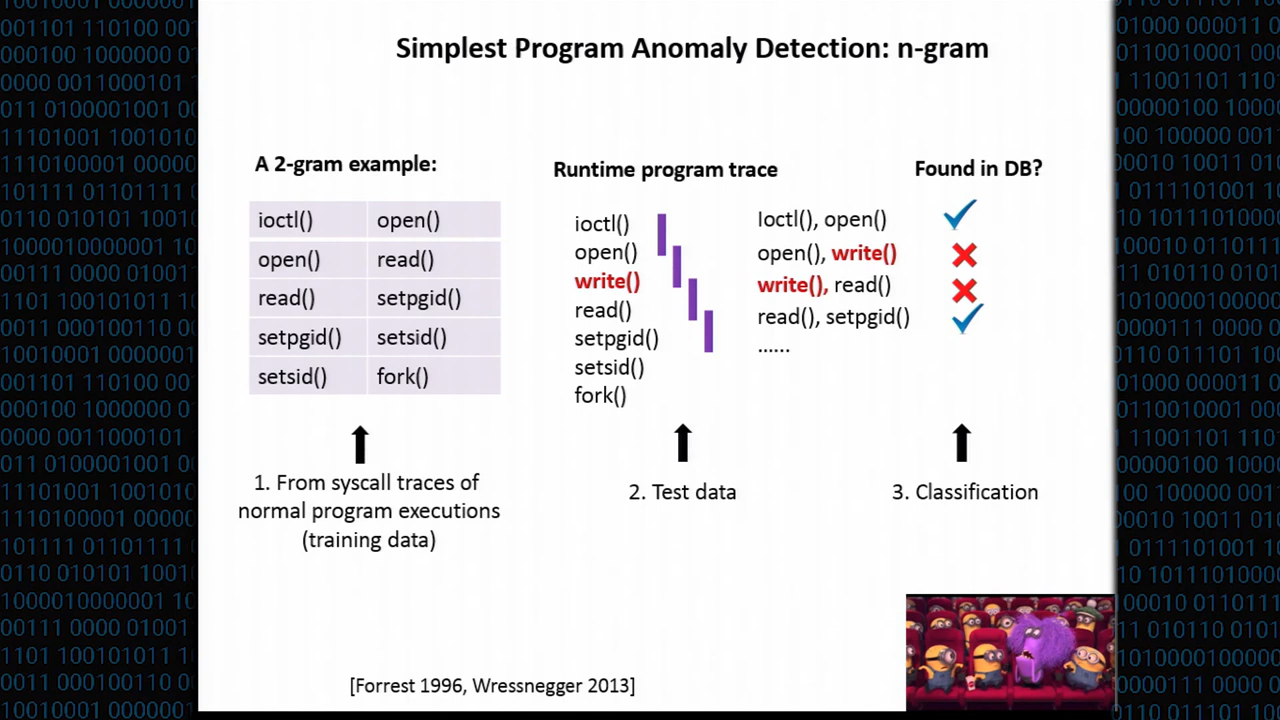 Simplest Program Anomaly Detection: n-gram
A 2-gram example:
ioctl() open()
open() read()
read() setpgid()
setpgid() setsid()
setsid() fork()
1. From syscall traces of
normal program executions
(training data)
Runtime program trace
ioctl()
open()
write()
read()
setpgid()
setsid()
fork()
2. Test data
Found in DB?
Ioctl(), open()
open(), write()
write(), read()
read(), setpgid()
......
3. Classification
[Forrest 1996, Wressnegger 2013]